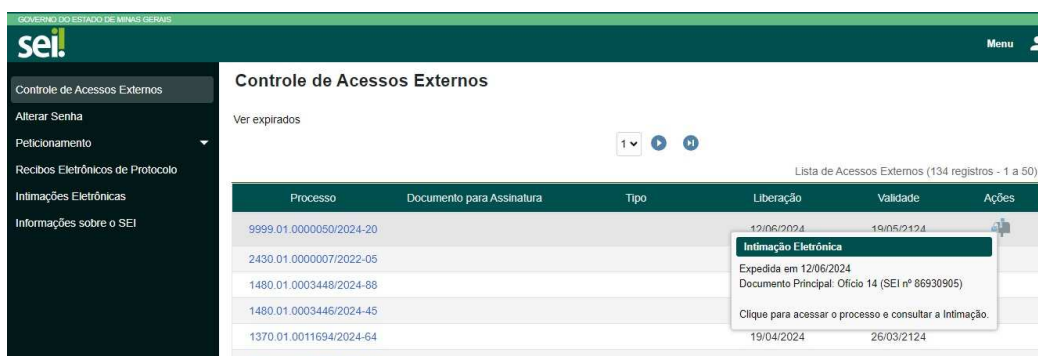 GOVERNO DO ESTADO DE MINAS GERAIS
sei!
Menu
Controle de Acessos Externos
Alterar Senha
Peticionamento
Recibos Eletrônicos de Protocolo
Intimações Eletrônicas
Informações sobre o SEI
Controle de Acessos Externos
Ver expirados
1
Lista de Acessos Externos (134 registros - 1 a 50)
Processo Documento para Assinatura Tipo Liberação Validade Ações
9999.01.0000050/2024-20 12/06/2024 19/05/2124
2430.01.0000007/2022-05
1480.01.0003448/2024-88
1480.01.0003446/2024-45
1370.01.0011694/2024-64 19/04/2024 26/03/2124
Intimação Eletrônica
Expedida em 12/06/2024
Documento Principal: Ofício 14 (SEI nº 86930905)
Clique para acessar o processo e consultar a Intimação.